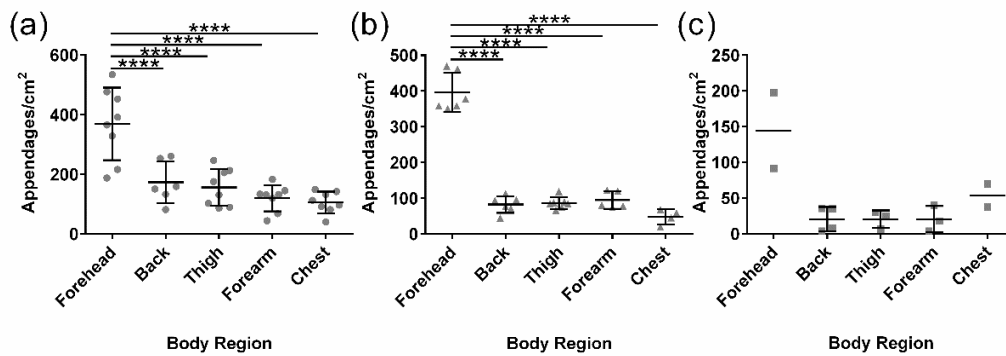 (a)
****
****
****
****
Appendages/cm2
600
400
200
0
Forehead
Back
Thigh
Forearm
Chest
Body Region
(b)
****
****
****
****
Appendages/cm2
500
400
300
200
100
0
Forehead
Back
Thigh
Forearm
Chest
Body Region
(c)
Appendages/cm2
250
200
150
100
50
0
Forehead
Back
Thigh
Forearm
Chest
Body Region